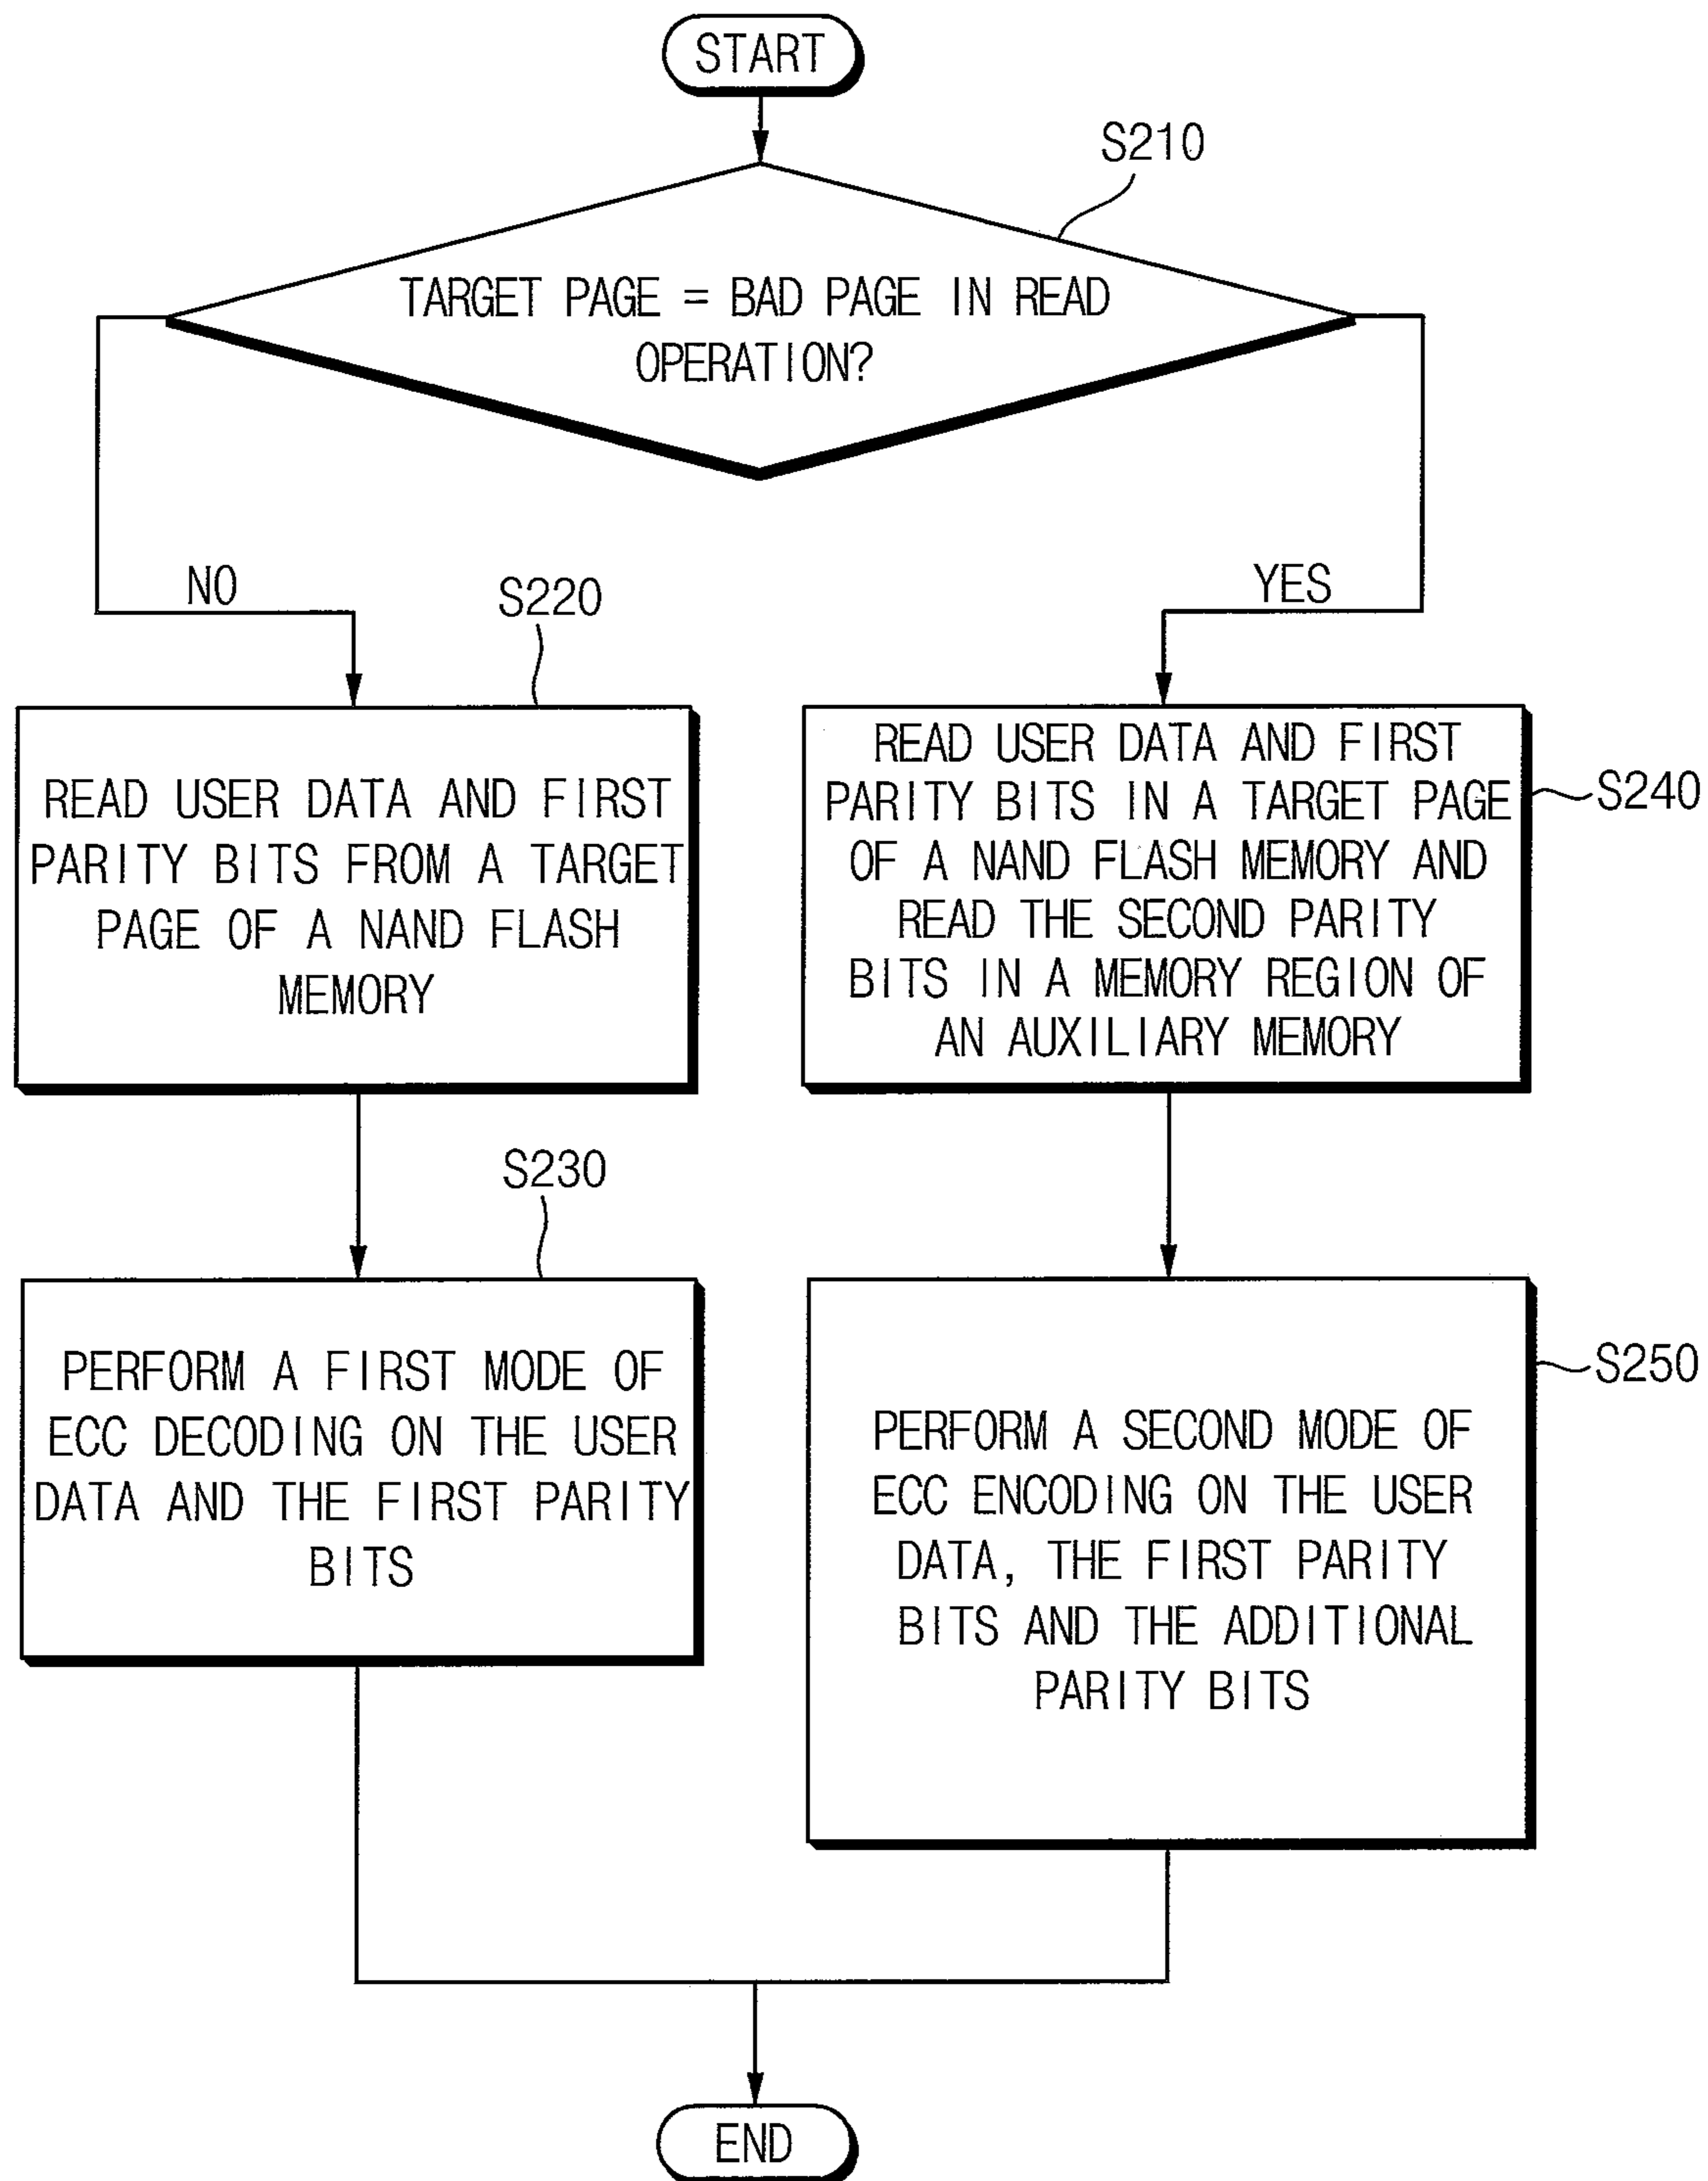 START
S210
TARGET PAGE = BAD PAGE IN READ
OPERATION?
NO
YES
S220
READ USER DATA AND FIRST
PARITY BITS FROM A TARGET
PAGE OF A NAND FLASH
MEMORY
READ USER DATA AND FIRST
PARITY BITS IN A TARGET PAGE
OF A NAND FLASH MEMORY AND
READ THE SECOND PARITY
BITS IN A MEMORY REGION OF
AN AUXILIARY MEMORY
S240
S230
PERFORM A FIRST MODE OF
ECC DECODING ON THE USER
DATA AND THE FIRST PARITY
BITS
PERFORM A SECOND MODE OF
ECC ENCODING ON THE USER
DATA, THE FIRST PARITY
BITS AND THE ADDITIONAL
PARITY BITS
S250
END